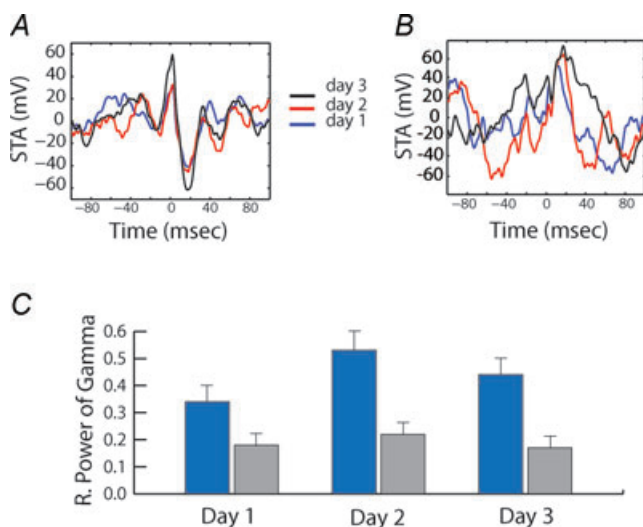 A
STA (mV)
60
40
20
0
−20
−40
−60
−80 −40 0 40 80
Time (msec)
day 3
day 2
day 1
B
STA (mV)
60
40
20
0
-20
-40
-60
−80 −40 0 40 80
Time (msec)
C
R. Power of Gamma
0.6
0.5
0.4
0.3
0.2
0.1
0.0
Day 1 Day 2 Day 3